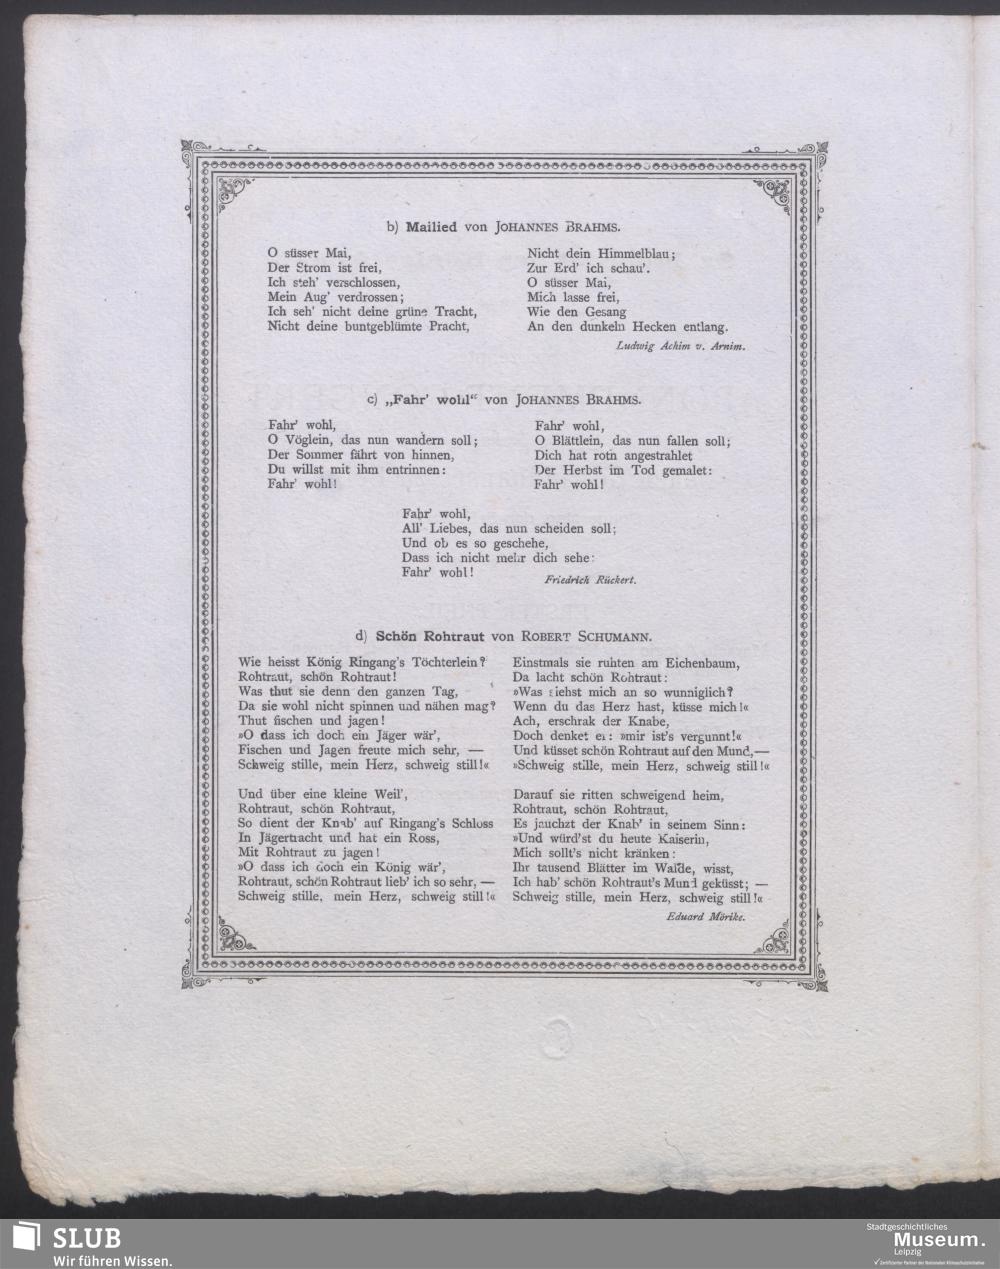 b) Mailied von JOHANNES BRAHMS.
O süsser Mai,
Der Strom ist frei,
Ich steh' verschlossen,
Mein Aug' verdrossen;
Ich seh' nicht deine grüne Tracht,
Nicht deine buntgeblümte Pracht,
Nicht dein Himmelblau;
Zur Erd' ich schau'.
O süsser Mai,
Mich lasse frei,
Wie den Gesang
An den dunkeln Hecken entlang.
Ludwig Achim v. Arnim.
c) „Fahr' wohl“ von JOHANNES BRAHMS.
Fahr' wohl,
O Vöglein, das nun wandern soll;
Der Sommer fährt von hinnen,
Du willst mit ihm entrinnen:
Fahr' wohl!
Fahr' wohl,
O Blättlein, das nun fallen soll;
Dich hat roth angestrahlet
Der Herbst im Tod gemalet:
Fahr' wohl!
Fahr' wohl,
All' Liebes, das nun scheiden soll;
Und ob es so geschehe,
Dass ich nicht mehr dich sehe:
Fahr' wohl!
Friedrich Rückert.
d) Schön Rohtraut von ROBERT SCHUMANN.
Wie heisst König Ringang's Töchterlein?
Rohtraut, schön Rohtraut!
Was thut sie denn den ganzen Tag,
Da sie wohl nicht spinnen und nähen mag?
Thut fischen und jagen!
»O dass ich doch ein Jäger wär',
Fischen und Jagen freute mich sehr, —
Schweig stille, mein Herz, schweig still!«
Und über eine kleine Weil',
Rohtraut, schön Rohtraut,
So dient der Knab' auf Ringang's Schloss
In Jägertracht und hat ein Ross,
Mit Rohtraut zu jagen!
»O dass ich doch ein König wär',
Rohtraut, schön Rohtraut lieb' ich so sehr, —
Schweig stille, mein Herz, schweig still!«
Einstmals sie ruhten am Eichenbaum,
Da lacht schön Rohtraut:
»Was siehst mich an so wunniglich?
Wenn du das Herz hast, küsse mich!«
Ach, erschrak der Knabe,
Doch denket er: »mir ist's vergunnt!«
Und küsset schön Rohtraut auf den Mund,—
»Schweig stille, mein Herz, schweig still!«
Darauf sie ritten schweigend heim,
Rohtraut, schön Rohtraut,
Es jauchzt der Knab' in seinem Sinn:
»Und würd'st du heute Kaiserin,
Mich sollt's nicht kränken:
Ihr tausend Blätter im Walde, wisst,
Ich hab' schön Rohtraut's Mund geküsst; —
Schweig stille, mein Herz, schweig still!«
Eduard Mörike.
SLUB
Wir führen Wissen.
Stadtgeschichtliches
Museum.
Leipzig
Zertifizierter Partner der Nationalen Klimaschutzinitiative